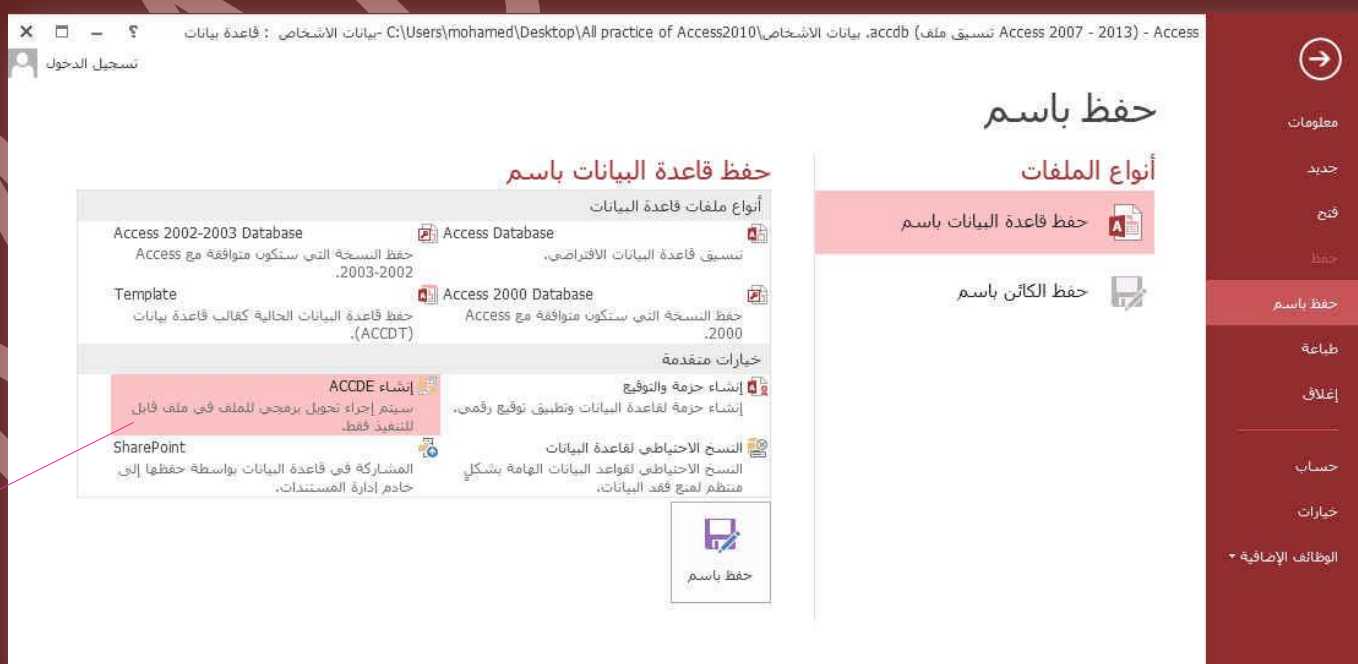 بيانات الاشخاص : قاعدة بيانات- C:\Users\mohamed\Desktop\All practice of Access2010\بيانات الاشخاص .accdb (تنسيق ملف Access 2007 - 2013) - Access
تسجيل الدخول
معلومات
جديد
فتح
حفظ
حفظ باسم
طباعة
إغلاق
حساب
خيارات
الوظائف الإضافية
حفظ باسم
أنواع الملفات
حفظ قاعدة البيانات باسم
حفظ الكائن باسم
حفظ قاعدة البيانات باسم
أنواع ملفات قاعدة البيانات
Access Database
تنسيق قاعدة البيانات الافتراضي.
Access 2002-2003 Database
حفظ النسخة التي ستكون متوافقة مع Access
2002-2003.
Access 2000 Database
حفظ النسخة التي ستكون متوافقة مع Access
2000.
Template
حفظ قاعدة البيانات الحالية كقالب قاعدة بيانات
(ACCDT).
خيارات متقدمة
إنشاء حزمة والتوقيع
إنشاء حزمة لقاعدة البيانات وتطبيق توقيع رقمي.
إنشاء ACCDE
سيتم إجراء تحويل برمجي للملف في ملف قابل
للتنفيذ فقط.
النسخ الاحتياطي لقاعدة البيانات
النسخ الاحتياطي لقواعد البيانات الهامة بشكلٍ
منتظم لمنع فقد البيانات.
SharePoint
المشاركة في قاعدة البيانات بواسطة حفظها إلى
خادم إدارة المستندات.
حفظ باسم